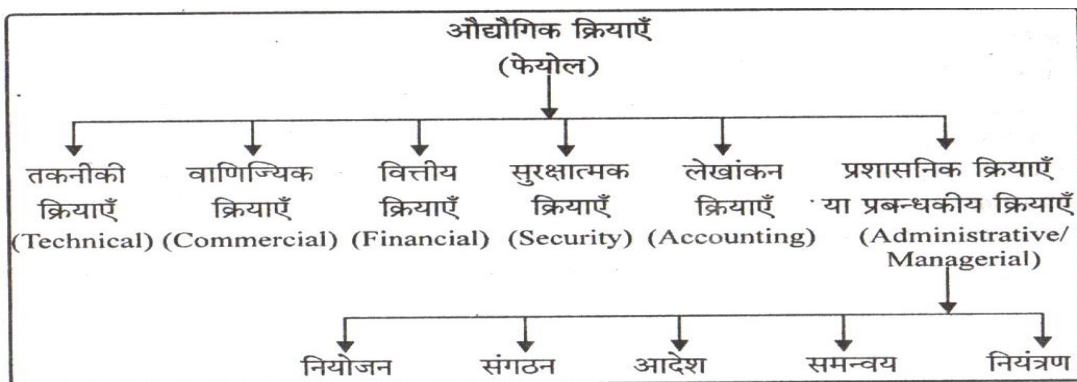 औद्योगिक क्रियाएँ
(फेयोल)
तकनीकी वाणिज्यिक वित्तीय सुरक्षात्मक लेखांकन प्रशासनिक क्रियाएँ
क्रियाएँ क्रियाएँ क्रियाएँ क्रियाएँ क्रियाएँ या प्रबन्धकीय क्रियाएँ
(Technical) (Commercial) (Financial) (Security) (Accounting) (Administrative/
Managerial)
नियोजन संगठन आदेश समन्वय नियंत्रण